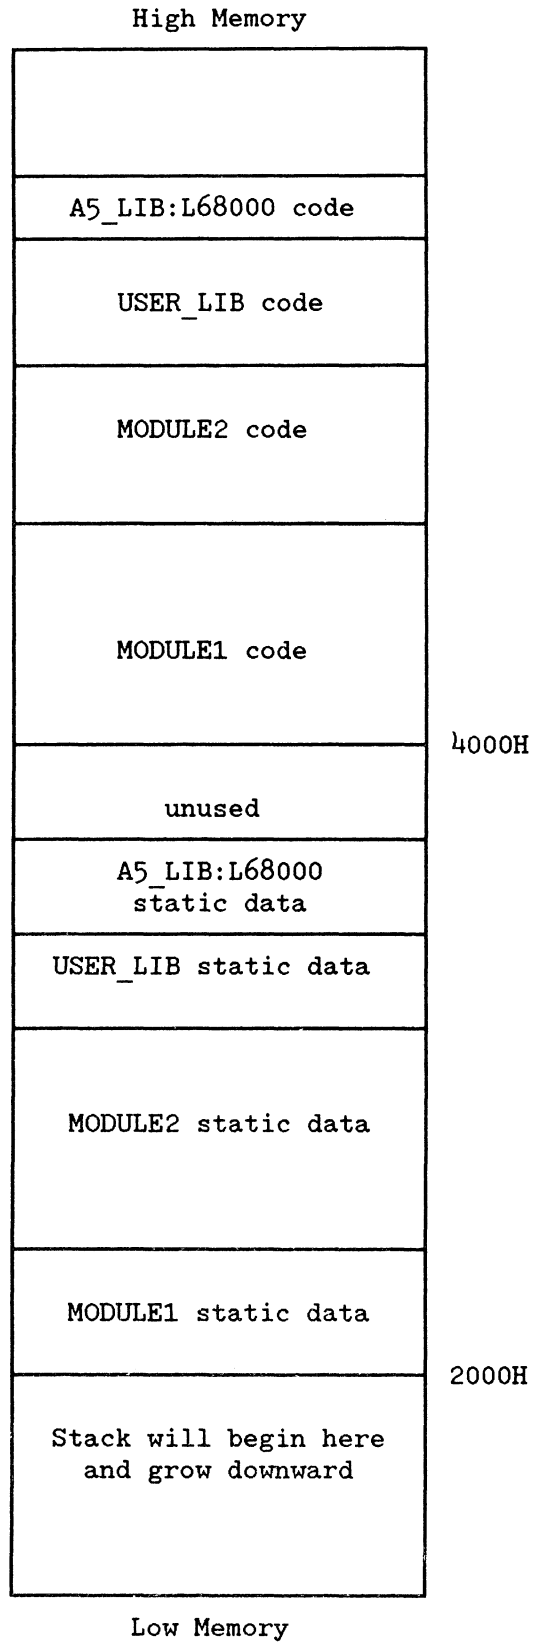 High Memory
A5_LIB:L68000 code
USER_LIB code
MODULE2 code
MODULE1 code
4000H
unused
A5_LIB:L68000
static data
USER_LIB static data
MODULE2 static data
MODULE1 static data
2000H
Stack will begin here
and grow downward
Low Memory